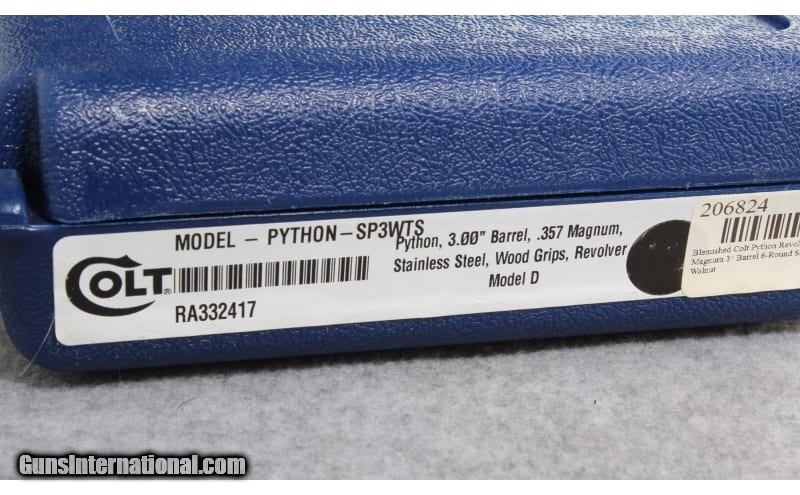 MODEL - PYTHON-SP3WTS
COLT®
RA332417
Python, 3.00" Barrel, .357 Magnum,
Stainless Steel, Wood Grips, Revolver
Model D
206824
Blemished Colt Python Revol
Magnum 3" Barrel 6-Round S
Walnut
GunsInternational.com